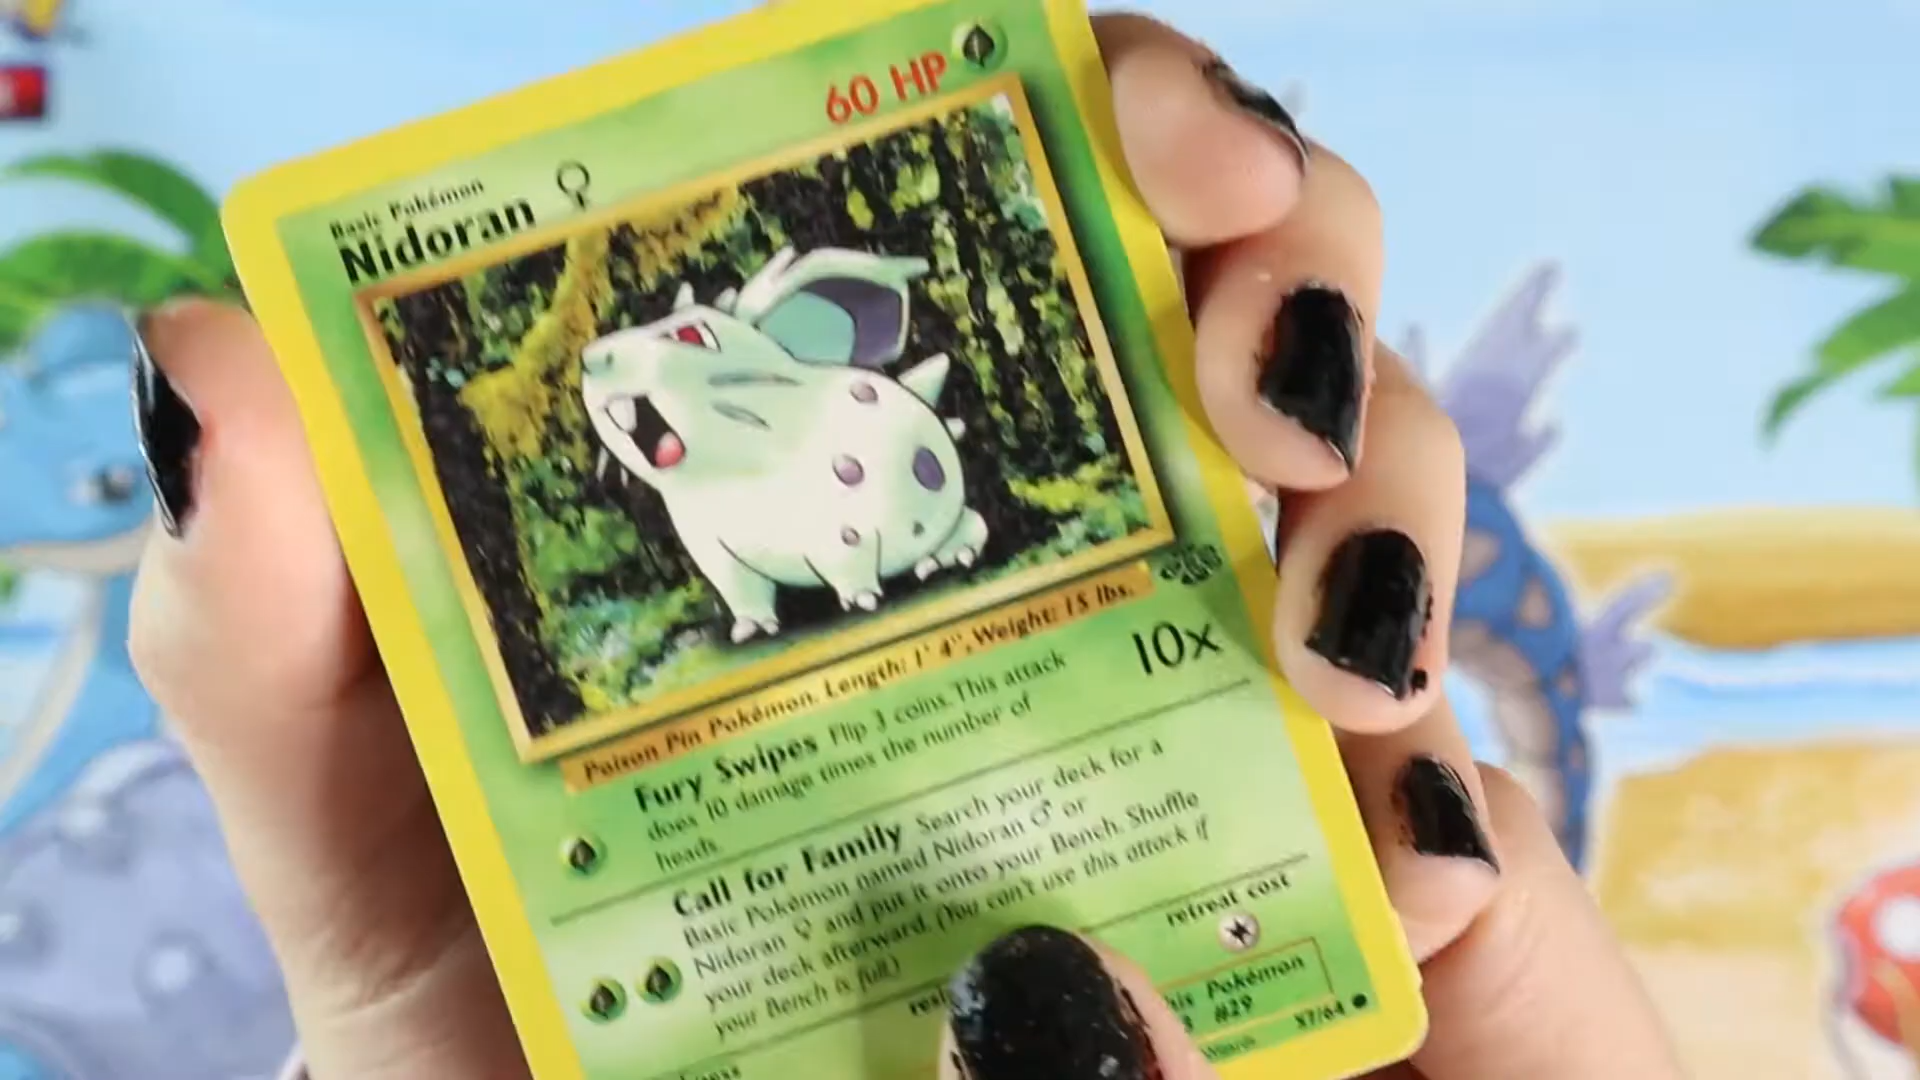 60 HP
Basic Pokémon
Nidoran ♀
Poison Pin Pokémon. Length: 1' 4", Weight: 15 lbs.
Fury Swipes Flip 3 coins. This attack
does 10 damage times the number of
heads.
10x
Call for Family Search your deck for a
Basic Pokémon named Nidoran ♂ or
Nidoran ♀ and put it onto your Bench. Shuffle
your deck afterward. (You can't use this attack if
your Bench is full.)
retreat cost
Pokémon
#29
57/64